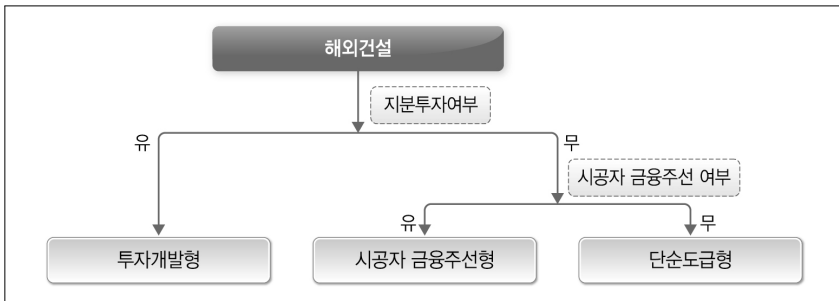 해외건설
지분투자여부
유
무
시공자 금융주선 여부
유
무
투자개발형
시공자 금융주선형
단순도급형